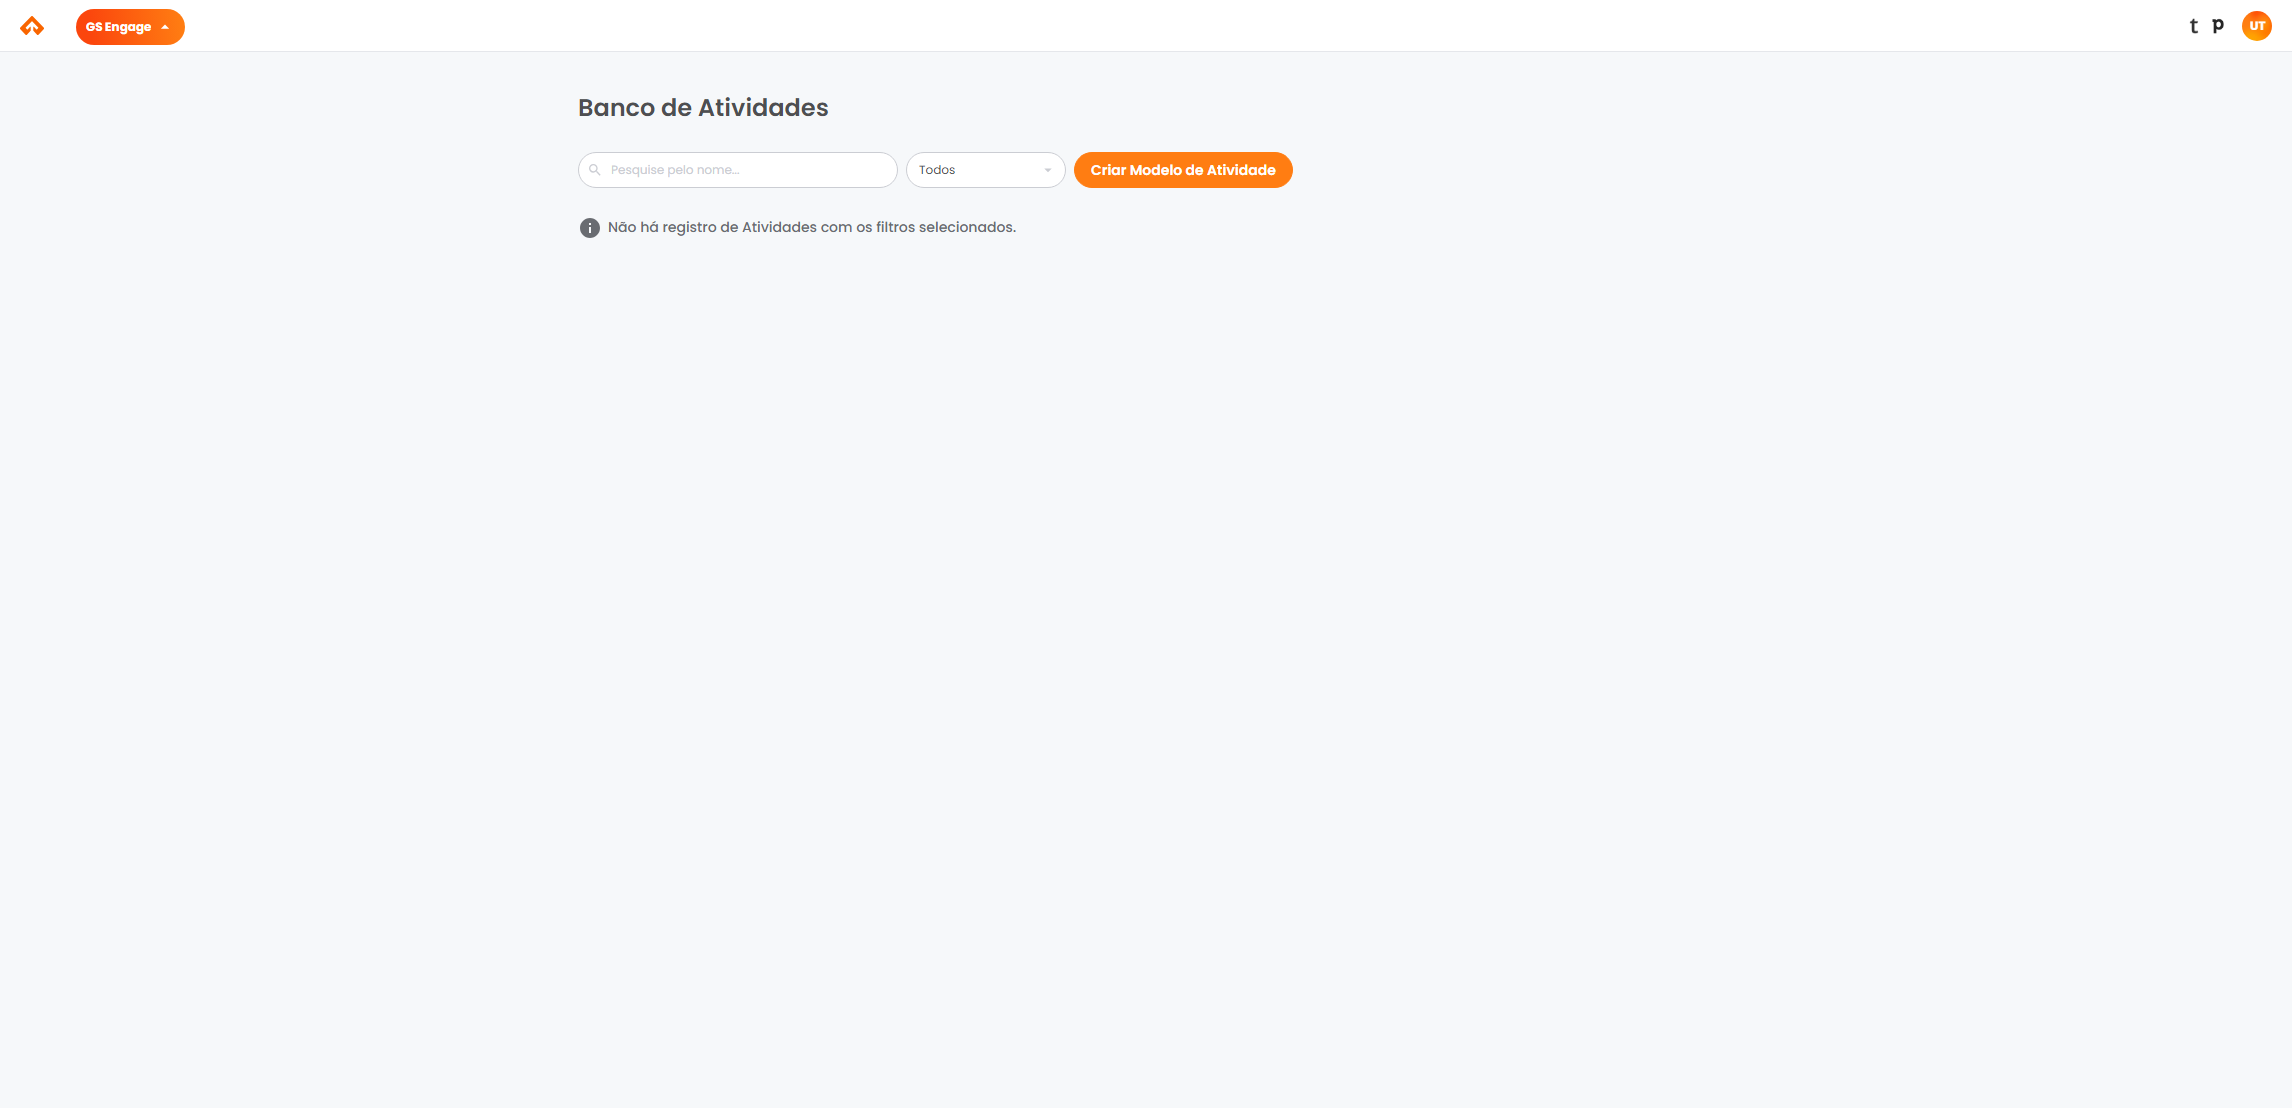 GS Engage
t p UT
Banco de Atividades
Pesquise pelo nome... Todos Criar Modelo de Atividade
Não há registro de Atividades com os filtros selecionados.